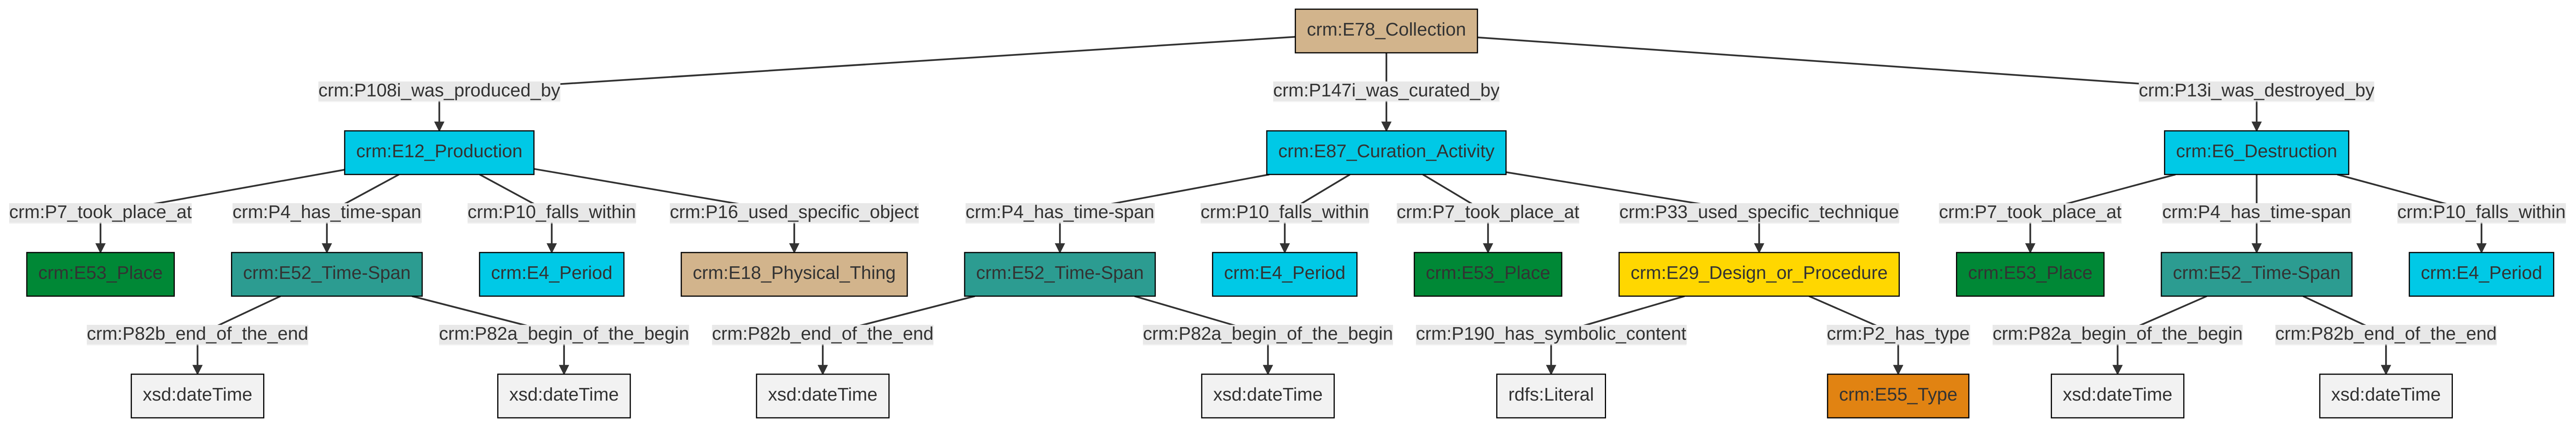 crm:E78_Collection
crm:P108i_was_produced_by
crm:P147i_was_curated_by
crm:P13i_was_destroyed_by
crm:E12_Production
crm:E87_Curation_Activity
crm:E6_Destruction
crm:P7_took_place_at
crm:P4_has_time-span
crm:P10_falls_within
crm:P16_used_specific_object
crm:P4_has_time-span
crm:P10_falls_within
crm:P7_took_place_at
crm:P33_used_specific_technique
crm:P7_took_place_at
crm:P4_has_time-span
crm:P10_falls_within
crm:E53_Place
crm:E52_Time-Span
crm:E4_Period
crm:E18_Physical_Thing
crm:E52_Time-Span
crm:E4_Period
crm:E53_Place
crm:E29_Design_or_Procedure
crm:E53_Place
crm:E52_Time-Span
crm:E4_Period
crm:P82b_end_of_the_end
crm:P82a_begin_of_the_begin
crm:P82b_end_of_the_end
crm:P82a_begin_of_the_begin
crm:P190_has_symbolic_content
crm:P2_has_type
crm:P82a_begin_of_the_begin
crm:P82b_end_of_the_end
xsd:dateTime
xsd:dateTime
xsd:dateTime
xsd:dateTime
rdfs:Literal
crm:E55_Type
xsd:dateTime
xsd:dateTime